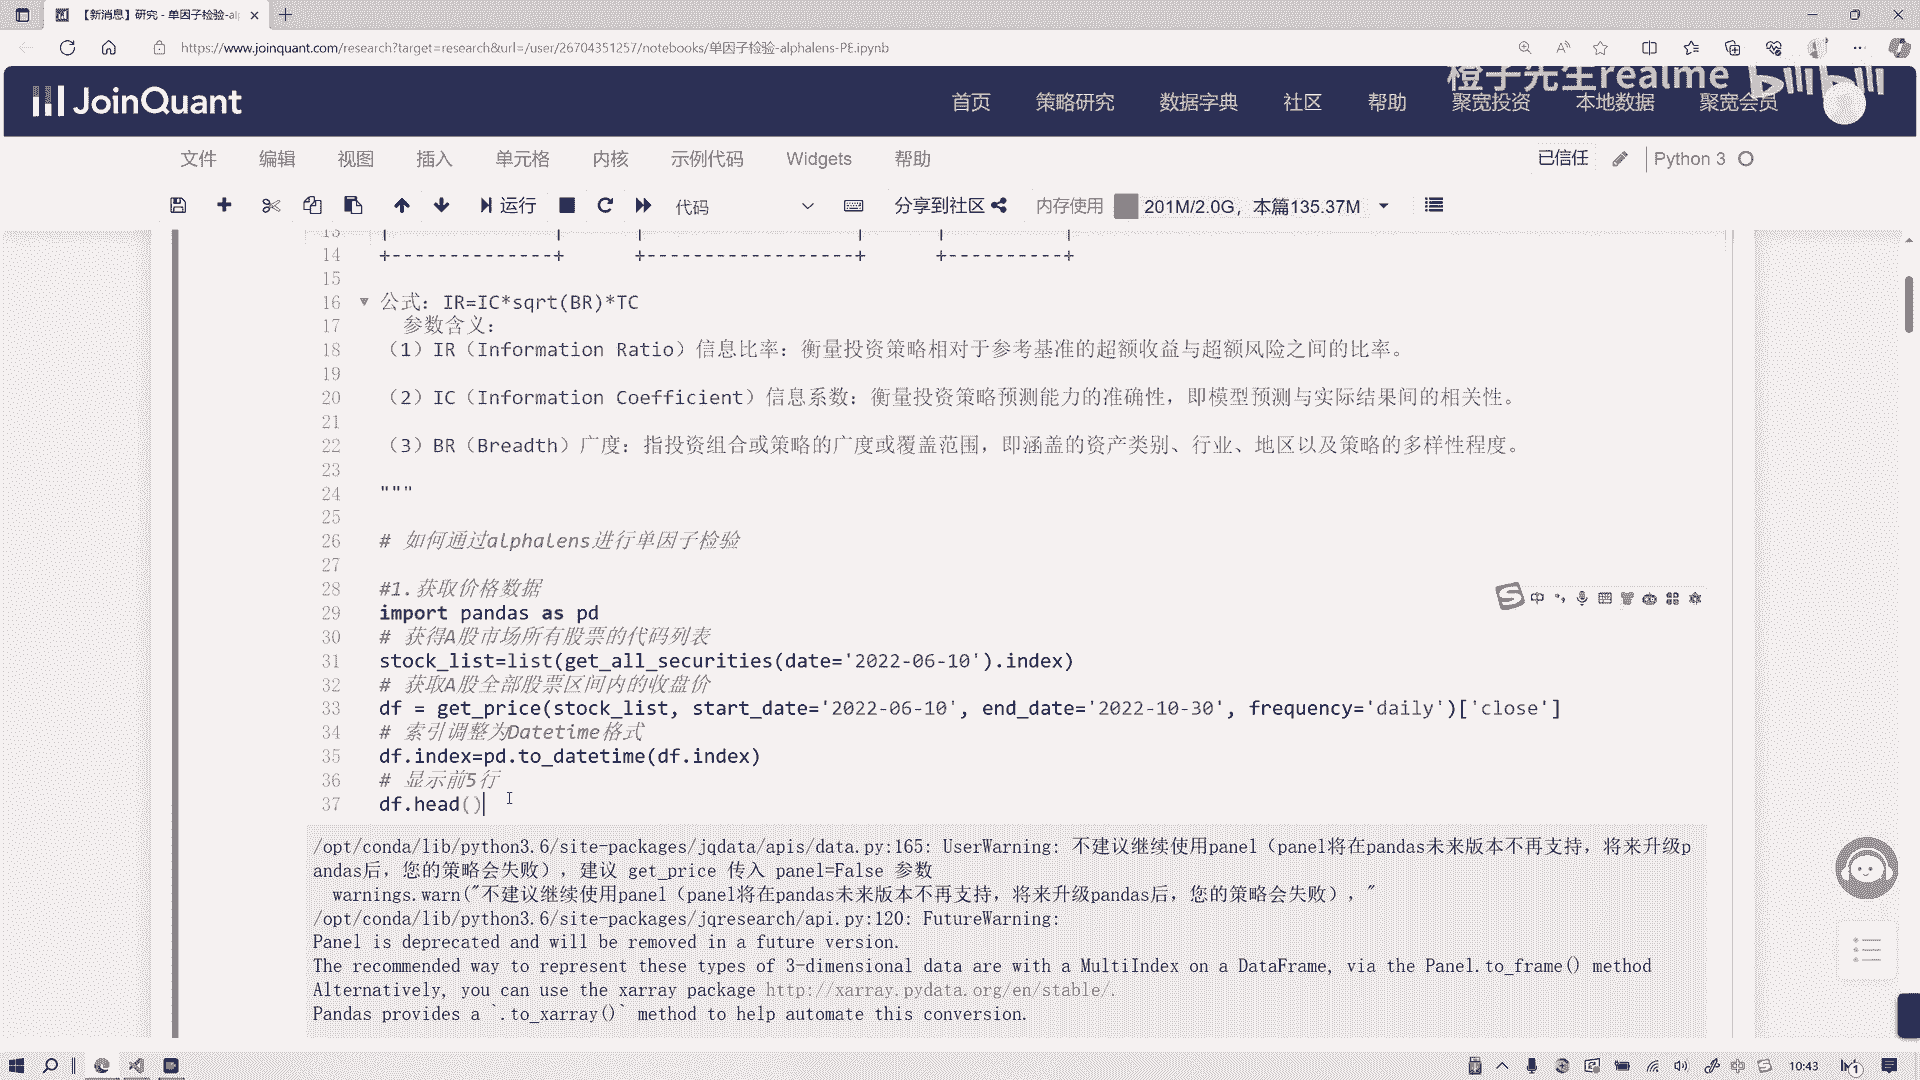 【新消息】研究 - 单因子检验-al
https://www.joinquant.com/research?target=research&url=/user/26704351257/notebooks/单因子检验-alphalens-PE.ipynb
橙子先生realme bilibili
JoinQuant
首页 策略研究 数据字典 社区 帮助 聚宽投资 本地数据 聚宽会员
文件 编辑 视图 插入 单元格 内核 示例代码 Widgets 帮助
已信任 Python 3
运行 代码 分享到社区 内存使用 201M/2.0G，本篇135.37M
13 | | | | | |
14 +--------------+ +------------------+ +----------+
15
16 公式：IR=IC*sqrt(BR)*TC
17 参数含义：
18 （1）IR（Information Ratio）信息比率：衡量投资策略相对于参考基准的超额收益与超额风险之间的比率。
19
20 （2）IC（Information Coefficient）信息系数：衡量投资策略预测能力的准确性，即模型预测与实际结果间的相关性。
21
22 （3）BR（Breadth）广度：指投资组合或策略的广度或覆盖范围，即涵盖的资产类别、行业、地区以及策略的多样性程度。
23
24 """
25
26 # 如何通过alphalens进行单因子检验
27
28 #1.获取价格数据
29 import pandas as pd
30 # 获得A股市场所有股票的代码列表
31 stock_list=list(get_all_securities(date='2022-06-10').index)
32 # 获取A股全部股票区间内的收盘价
33 df = get_price(stock_list, start_date='2022-06-10', end_date='2022-10-30', frequency='daily')['close']
34 # 索引调整为Datetime格式
35 df.index=pd.to_datetime(df.index)
36 # 显示前5行
37 df.head()
中
/opt/conda/lib/python3.6/site-packages/jqdata/apis/data.py:165: UserWarning: 不建议继续使用panel（panel将在pandas未来版本不再支持，将来升级p
andas后，您的策略会失败），建议 get_price 传入 panel=False 参数
warnings.warn("不建议继续使用panel（panel将在pandas未来版本不再支持，将来升级pandas后，您的策略会失败），"
/opt/conda/lib/python3.6/site-packages/jqresearch/api.py:120: FutureWarning:
Panel is deprecated and will be removed in a future version.
The recommended way to represent these types of 3-dimensional data are with a MultiIndex on a DataFrame, via the Panel.to_frame() method
Alternatively, you can use the xarray package http://xarray.pydata.org/en/stable/.
Pandas provides a `.to_xarray()` method to help automate this conversion.
10:43
1